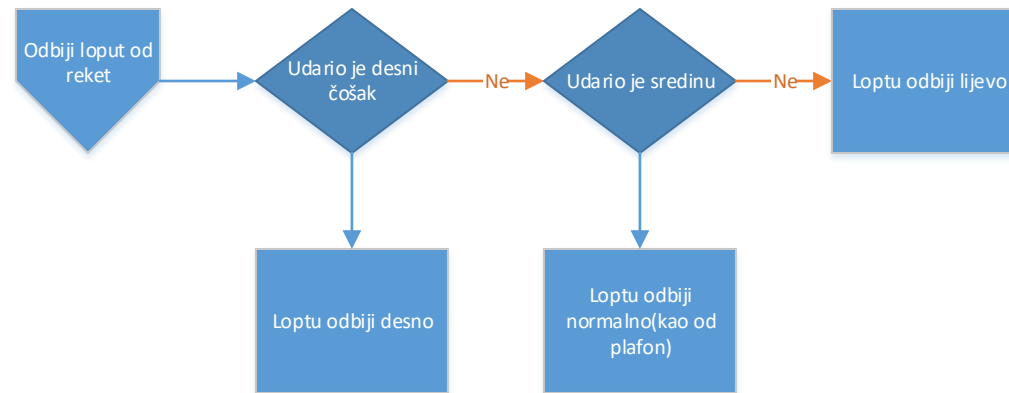 Odbiji loput od
reket
Udario je desni
čošak
Ne
Udario je sredinu
Ne
Loptu odbiji lijevo
Loptu odbiji desno
Loptu odbiji
normalno(kao od
plafon)